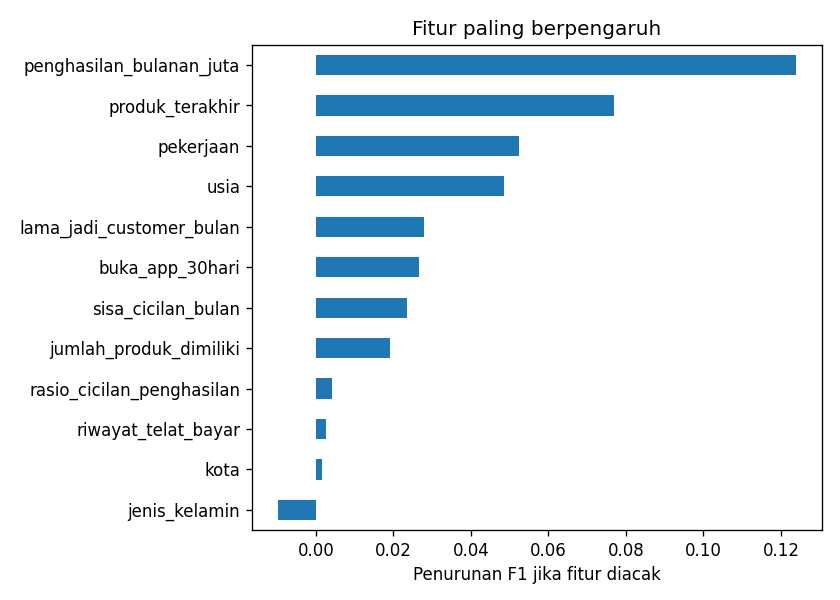 Fitur paling berpengaruh
penghasilan_bulanan_juta
produk_terakhir
pekerjaan
usia
lama_jadi_customer_bulan
buka_app_30hari
sisa_cicilan_bulan
jumlah_produk_dimiliki
rasio_cicilan_penghasilan
riwayat_telat_bayar
kota
jenis_kelamin
0.00 0.02 0.04 0.06 0.08 0.10 0.12
Penurunan F1 jika fitur diacak